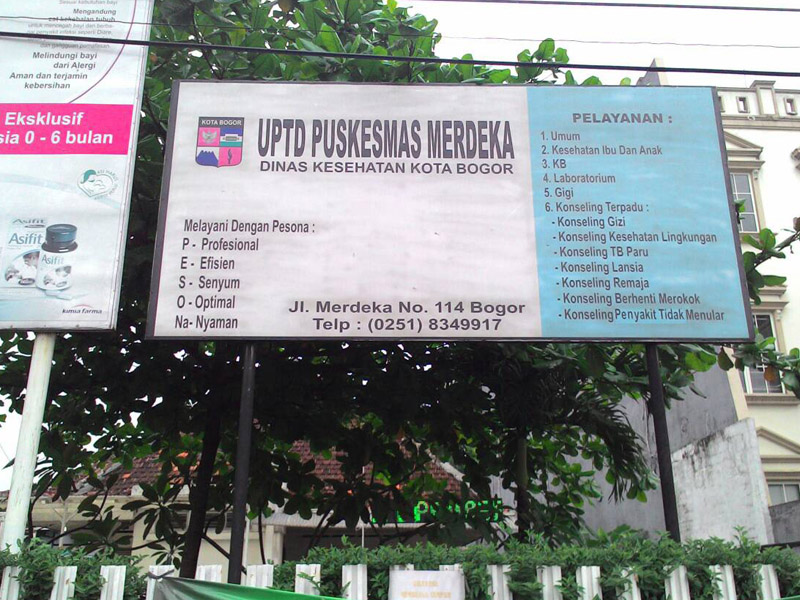 Mengandung
Melindungi bayi
dari Alergi
Aman dan terjamin
kebersihan
Eksklusif
sia 0 - 6 bulan
Asifit
Asifit
Asifit
kimia farma
KOTA BOGOR
UPTD PUSKESMAS MERDEKA
DINAS KESEHATAN KOTA BOGOR
Melayani Dengan Pesona :
P - Profesional
E - Efisien
S - Senyum
O - Optimal
Na- Nyaman
Jl. Merdeka No. 114 Bogor
Telp : (0251) 8349917
PELAYANAN :
1. Umum
2. Kesehatan Ibu Dan Anak
3. KB
4. Laboratorium
5. Gigi
6. Konseling Terpadu :
- Konseling Gizi
- Konseling Kesehatan Lingkungan
- Konseling TB Paru
- Konseling Lansia
- Konseling Remaja
- Konseling Berhenti Merokok
- Konseling Penyakit Tidak Menular